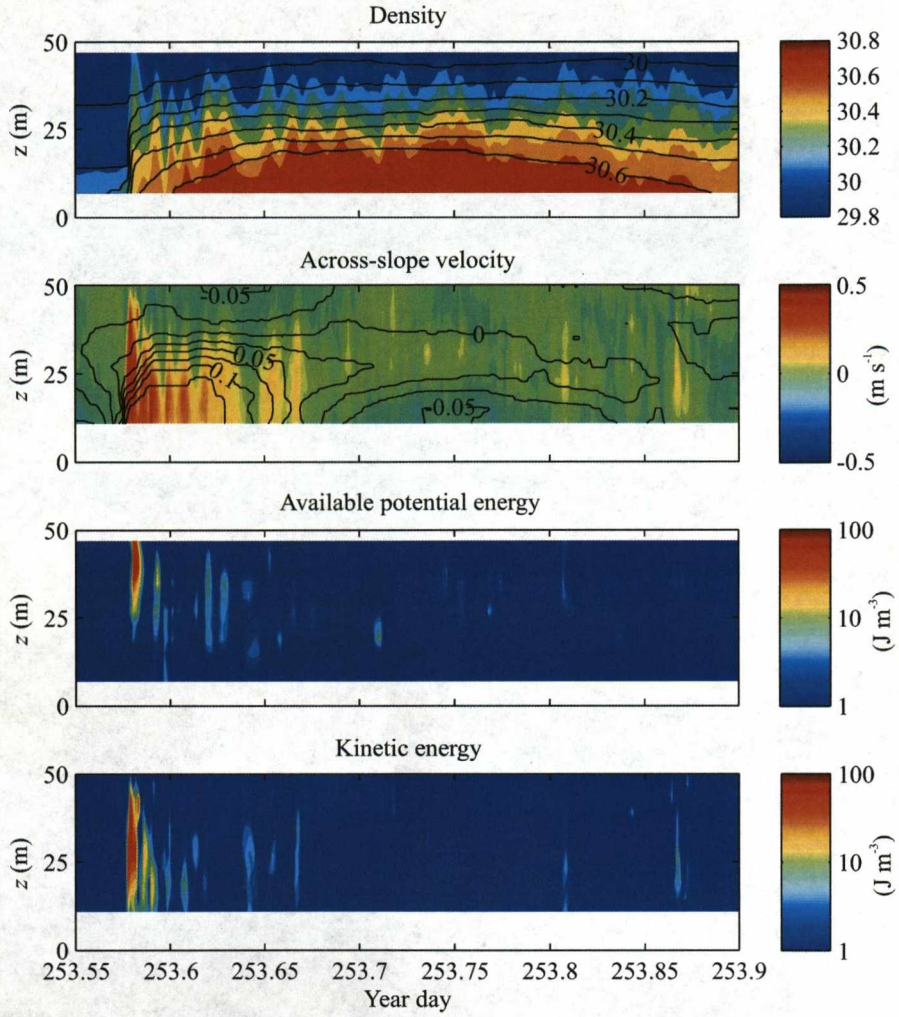 Density
50
25
0
z (m)
30
30.2
30.4
30.6
30.8
30.6
30.4
30.2
30
29.8
Across-slope velocity
50
25
0
z (m)
-0.05
0
0.05
0.1
-0.05
0.5
0
-0.5
(m s⁻¹)
Available potential energy
50
25
0
z (m)
100
10
1
(J m⁻³)
Kinetic energy
50
25
0
z (m)
100
10
1
(J m⁻³)
253.55 253.6 253.65 253.7 253.75 253.8 253.85 253.9
Year day